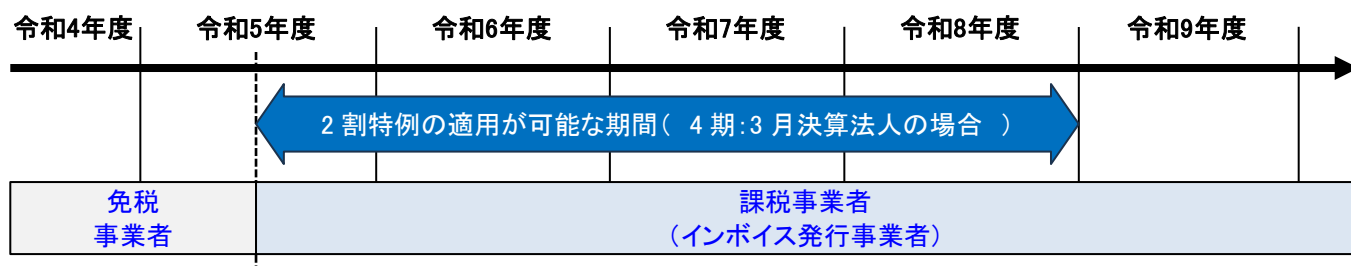 令和4年度 令和5年度 令和6年度 令和7年度 令和8年度 令和9年度
2割特例の適用が可能な期間( 4期:3月決算法人の場合 )
免税
事業者
課税事業者
(インボイス発行事業者)